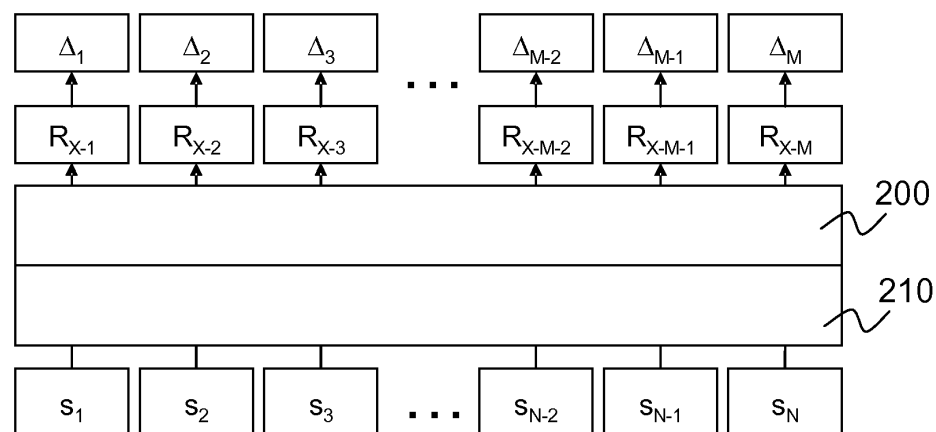 Δ1 Δ2 Δ3 ... ΔM-2 ΔM-1 ΔM
RX-1 RX-2 RX-3 RX-M-2 RX-M-1 RX-M
200
210
s1 s2 s3 ... sN-2 sN-1 sN